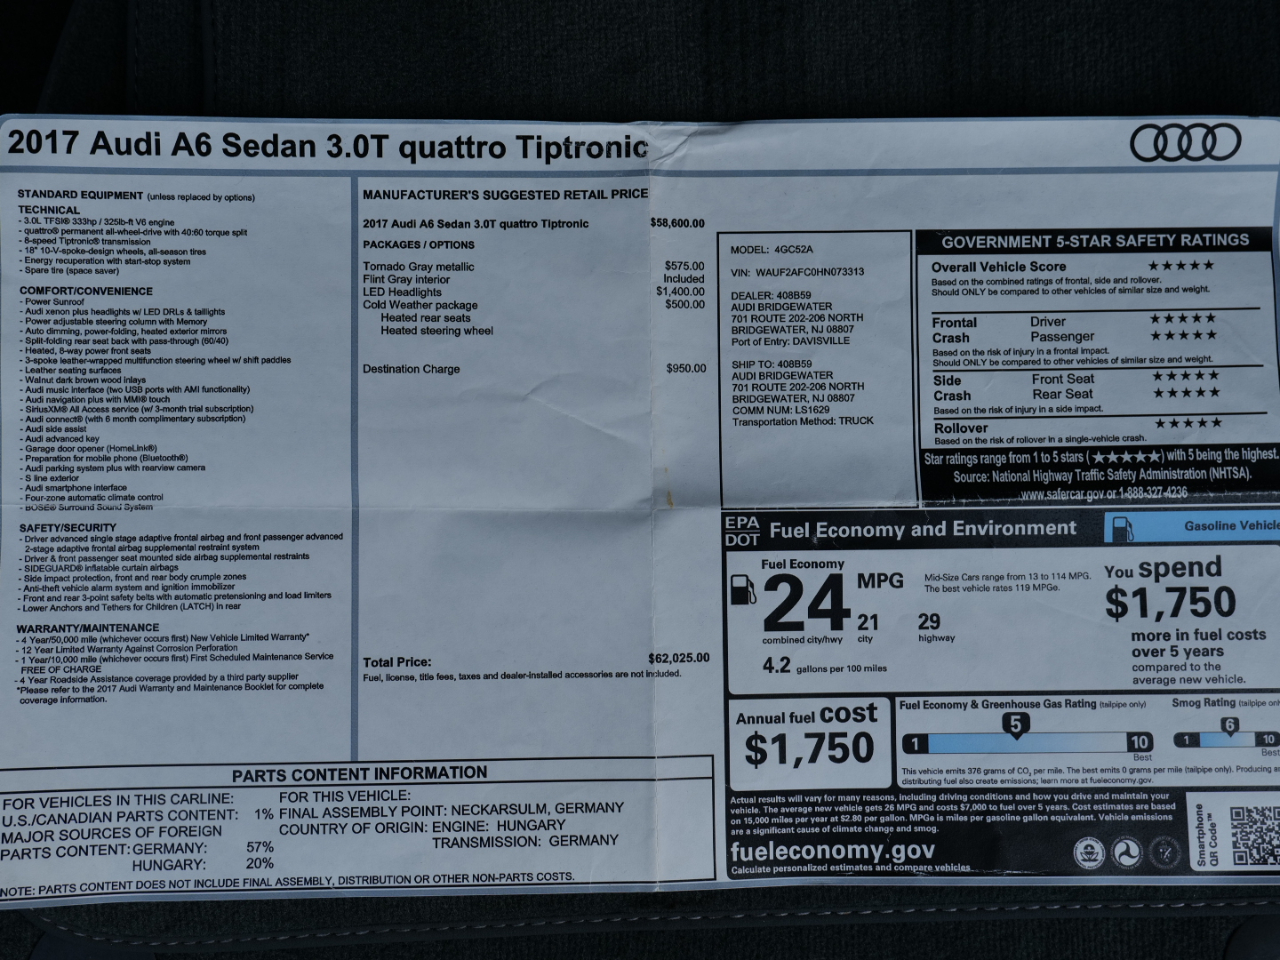 2017 Audi A6 Sedan 3.0T quattro Tiptronic
STANDARD EQUIPMENT (unless replaced by options)
TECHNICAL
- 3.0L TFSI® 333hp / 325lb-ft V6 engine
- quattro® permanent all-wheel-drive with 40:60 torque split
- 8-speed Tiptronic® transmission
- 18" 10-V-spoke-design wheels, all-season tires
- Energy recuperation with start-stop system
- Spare tire (space saver)
COMFORT/CONVENIENCE
- Power Sunroof
- Audi xenon plus headlights w/ LED DRLs & taillights
- Power adjustable steering column with Memory
- Auto dimming, power-folding, heated exterior mirrors
- Split-folding rear seat back with pass-through (60/40)
- Heated, 8-way power front seats
- 3-spoke leather-wrapped multifunction steering wheel w/ shift paddles
- Leather seating surfaces
- Walnut dark brown wood inlays
- Audi music interface (two USB ports with AMI functionality)
- Audi navigation plus with MMI® touch
- SiriusXM® All Access service (w/ 3-month trial subscription)
- Audi connect® (with 6 month complimentary subscription)
- Audi side assist
- Audi advanced key
- Garage door opener (HomeLink®)
- Preparation for mobile phone (Bluetooth®)
- Audi parking system plus with rearview camera
- S line exterior
- Audi smartphone interface
- Four-zone automatic climate control
- BOSE® Surround Sound System
SAFETY/SECURITY
- Driver advanced single stage adaptive frontal airbag and front passenger advanced
2-stage adaptive frontal airbag supplemental restraint system
- Driver & front passenger seat mounted side airbag supplemental restraints
- SIDEGUARD® inflatable curtain airbags
- Side impact protection, front and rear body crumple zones
- Anti-theft vehicle alarm system and ignition immobilizer
- Front and rear 3-point safety belts with automatic pretensioning and load limiters
- Lower Anchors and Tethers for Children (LATCH) in rear
WARRANTY/MAINTENANCE
- 4 Year/50,000 mile (whichever occurs first) New Vehicle Limited Warranty*
- 12 Year Limited Warranty Against Corrosion Perforation
- 1 Year/10,000 mile (whichever occurs first) First Scheduled Maintenance Service
FREE OF CHARGE
- 4 Year Roadside Assistance coverage provided by a third party supplier
*Please refer to the 2017 Audi Warranty and Maintenance Booklet for complete
coverage information.
MANUFACTURER'S SUGGESTED RETAIL PRICE
2017 Audi A6 Sedan 3.0T quattro Tiptronic $58,600.00
PACKAGES / OPTIONS
Tornado Gray metallic $575.00
Flint Gray interior Included
LED Headlights $1,400.00
Cold Weather package $500.00
Heated rear seats
Heated steering wheel
Destination Charge $950.00
Total Price: $62,025.00
Fuel, license, title fees, taxes and dealer-installed accessories are not included.
MODEL: 4GC52A
VIN: WAUF2AFC0HN073313
DEALER: 408B59
AUDI BRIDGEWATER
701 ROUTE 202-206 NORTH
BRIDGEWATER, NJ 08807
Port of Entry: DAVISVILLE
SHIP TO: 408B59
AUDI BRIDGEWATER
701 ROUTE 202-206 NORTH
BRIDGEWATER, NJ 08807
COMM NUM: LS1629
Transportation Method: TRUCK
GOVERNMENT 5-STAR SAFETY RATINGS
Overall Vehicle Score ★★★★★
Based on the combined ratings of frontal, side and rollover.
Should ONLY be compared to other vehicles of similar size and weight.
Frontal Driver ★★★★★
Crash Passenger ★★★★★
Based on the risk of injury in a frontal impact.
Should ONLY be compared to other vehicles of similar size and weight.
Side Front Seat ★★★★★
Crash Rear Seat ★★★★★
Based on the risk of injury in a side impact.
Rollover ★★★★★
Based on the risk of rollover in a single-vehicle crash.
Star ratings range from 1 to 5 stars (★★★★★) with 5 being the highest.
Source: National Highway Traffic Safety Administration (NHTSA).
www.safercar.gov or 1-888-327-4236
EPA DOT Fuel Economy and Environment
Gasoline Vehicle
Fuel Economy
24 MPG
21 29
combined city/hwy city highway
4.2 gallons per 100 miles
Mid-Size Cars range from 13 to 114 MPG.
The best vehicle rates 119 MPGe.
You spend
$1,750
more in fuel costs
over 5 years
compared to the
average new vehicle.
Annual fuel cost
$1,750
Fuel Economy & Greenhouse Gas Rating (tailpipe only)
5
1 10
Best
Smog Rating (tailpipe only
6
1 10
Best
This vehicle emits 376 grams of CO2 per mile. The best emits 0 grams per mile (tailpipe only). Producing
distributing fuel also create emissions; learn more at fueleconomy.gov.
Actual results will vary for many reasons, including driving conditions and how you drive and maintain your
vehicle. The average new vehicle gets 26 MPG and costs $7,000 to fuel over 5 years. Cost estimates are based
on 15,000 miles per year at $2.80 per gallon. MPGe is miles per gasoline gallon equivalent. Vehicle emissions
are a significant cause of climate change and smog.
fueleconomy.gov
Calculate personalized estimates and compare vehicles
Smartphone
QR Code™
PARTS CONTENT INFORMATION
FOR VEHICLES IN THIS CARLINE:
U.S./CANADIAN PARTS CONTENT: 1%
MAJOR SOURCES OF FOREIGN
PARTS CONTENT: GERMANY: 57%
HUNGARY: 20%
FOR THIS VEHICLE:
FINAL ASSEMBLY POINT: NECKARSULM, GERMANY
COUNTRY OF ORIGIN: ENGINE: HUNGARY
TRANSMISSION: GERMANY
NOTE: PARTS CONTENT DOES NOT INCLUDE FINAL ASSEMBLY, DISTRIBUTION OR OTHER NON-PARTS COSTS.